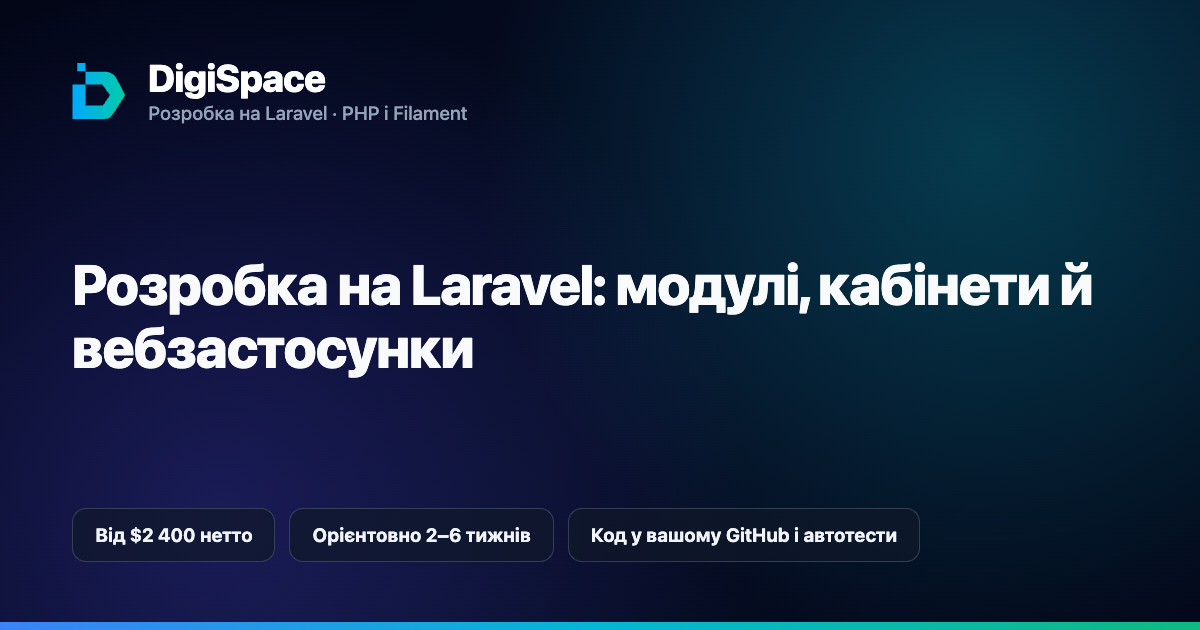 DigiSpace
Розробка на Laravel · PHP і Filament
Розробка на Laravel: модулі, кабінети й
вебзастосунки
Від $2 400 нетто
Орієнтовно 2–6 тижнів
Код у вашому GitHub і автотести